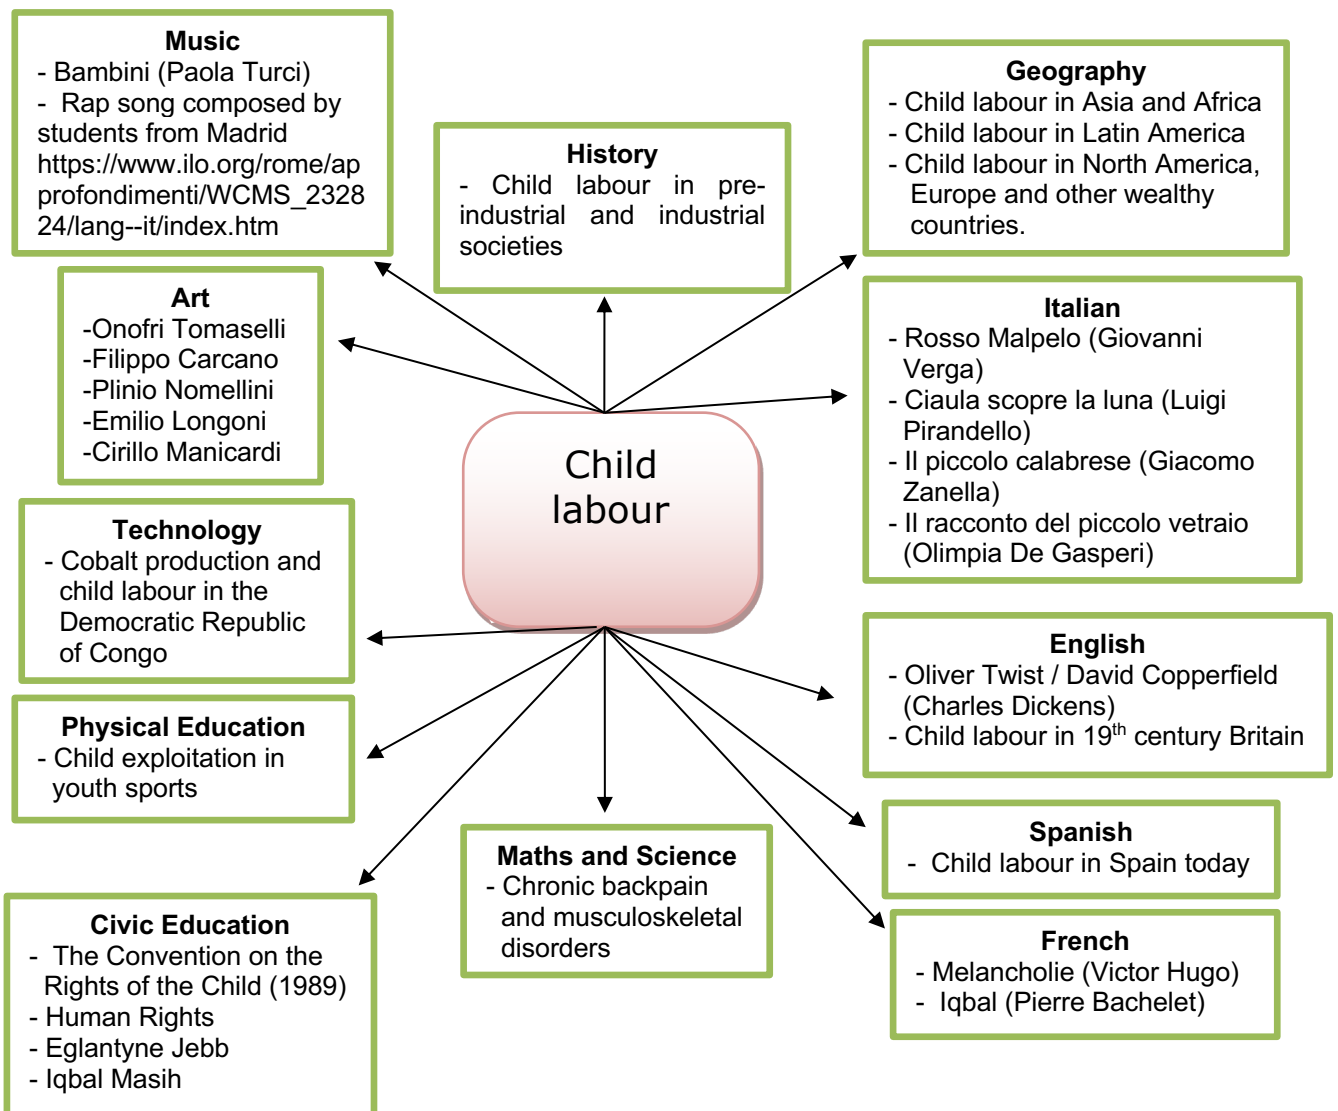 Music
- Bambini (Paola Turci)
- Rap song composed by
students from Madrid
https://www.ilo.org/rome/ap
profondimenti/WCMS_2328
24/lang--it/index.htm
History
- Child labour in pre-
industrial and industrial
societies
Geography
- Child labour in Asia and Africa
- Child labour in Latin America
- Child labour in North America,
Europe and other wealthy
countries.
Art
-Onofri Tomaselli
-Filippo Carcano
-Plinio Nomellini
-Emilio Longoni
-Cirillo Manicardi
Italian
- Rosso Malpelo (Giovanni
Verga)
- Ciaula scopre la luna (Luigi
Pirandello)
- Il piccolo calabrese (Giacomo
Zanella)
- Il racconto del piccolo vetraio
(Olimpia De Gasperi)
Child
labour
Technology
- Cobalt production and
child labour in the
Democratic Republic
of Congo
English
- Oliver Twist / David Copperfield
(Charles Dickens)
- Child labour in 19th century Britain
Physical Education
- Child exploitation in
youth sports
Maths and Science
- Chronic backpain
and musculoskeletal
disorders
Spanish
- Child labour in Spain today
Civic Education
- The Convention on the
Rights of the Child (1989)
- Human Rights
- Eglantyne Jebb
- Iqbal Masih
French
- Melancholie (Victor Hugo)
- Iqbal (Pierre Bachelet)